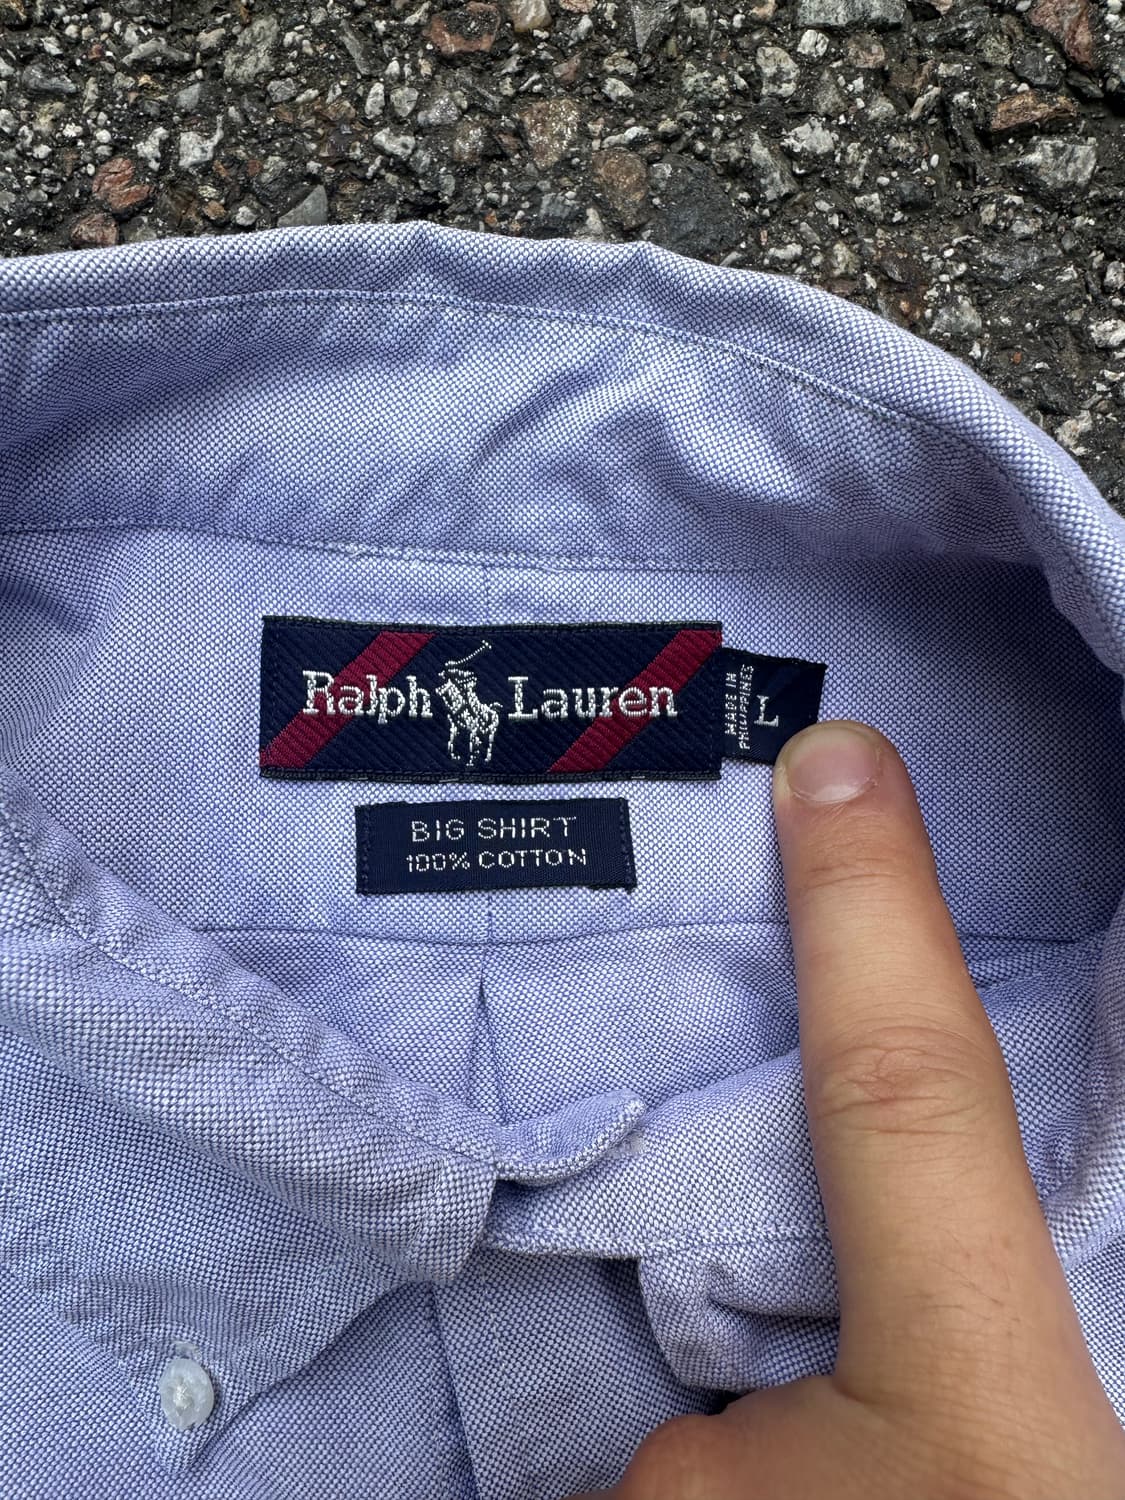 Ralph Lauren
MADE IN
PHILIPPINES
L
BIG SHIRT
100% COTTON